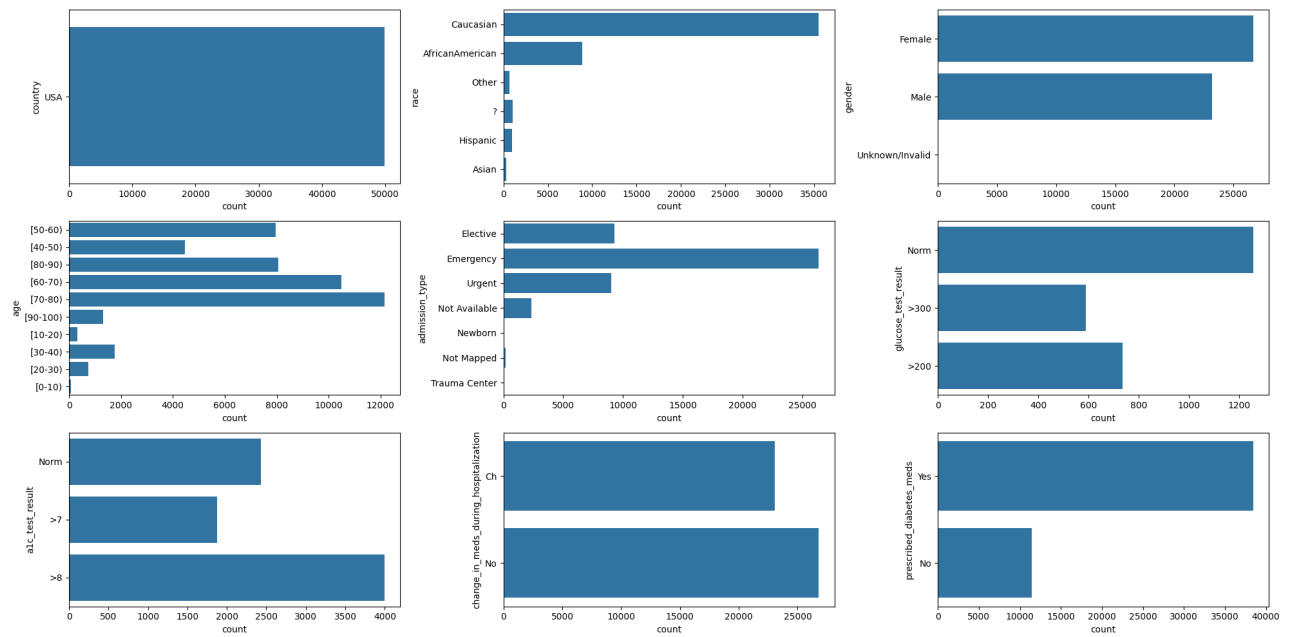 country
USA
0 10000 20000 30000 40000 50000
count
race
Caucasian
AfricanAmerican
Other
?
Hispanic
Asian
0 5000 10000 15000 20000 25000 30000 35000
count
gender
Female
Male
Unknown/Invalid
0 5000 10000 15000 20000 25000
count
age
[50-60)
[40-50)
[80-90)
[60-70)
[70-80)
[90-100)
[10-20)
[30-40)
[20-30)
[0-10)
0 2000 4000 6000 8000 10000 12000
count
admission_type
Elective
Emergency
Urgent
Not Available
Newborn
Not Mapped
Trauma Center
0 5000 10000 15000 20000 25000
count
glucose_test_result
Norm
>300
>200
0 200 400 600 800 1000 1200
count
a1c_test_result
Norm
>7
>8
0 500 1000 1500 2000 2500 3000 3500 4000
count
change_in_meds_during_hospitalization
Ch
No
0 5000 10000 15000 20000 25000
count
prescribed_diabetes_meds
Yes
No
0 5000 10000 15000 20000 25000 30000 35000 40000
count